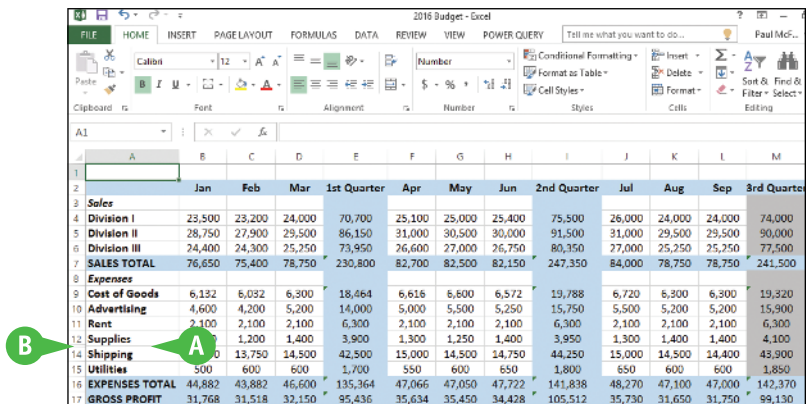 2016 Budget - Excel
FILE HOME INSERT PAGE LAYOUT FORMULAS DATA REVIEW VIEW POWER QUERY Tell me what you want to do... Paul McF...
Calibri 12 A A Number Conditional Formatting Insert
Paste Format as Table Delete Sort & Find &
B I U A $ % , Cell Styles Format Filter Select
Clipboard Font Alignment Number Styles Cells Editing
A1 fx
A B C D E F G H I J K L M
1
2 Jan Feb Mar 1st Quarter Apr May Jun 2nd Quarter Jul Aug Sep 3rd Quarter
3 Sales
4 Division I 23,500 23,200 24,000 70,700 25,100 25,000 25,400 75,500 26,000 24,000 24,000 74,000
5 Division II 28,750 27,900 29,500 86,150 31,000 30,500 30,000 91,500 31,000 29,500 29,500 90,000
6 Division III 24,400 24,300 25,250 73,950 26,600 27,000 26,750 80,350 27,000 25,250 25,250 77,500
7 SALES TOTAL 76,650 75,400 78,750 230,800 82,700 82,500 82,150 247,350 84,000 78,750 78,750 241,500
8 Expenses
9 Cost of Goods 6,132 6,032 6,300 18,464 6,616 6,600 6,572 19,788 6,720 6,300 6,300 19,320
10 Advertising 4,600 4,200 5,200 14,000 5,000 5,500 5,250 15,750 5,500 5,200 5,200 15,900
11 Rent 2,100 2,100 2,100 6,300 2,100 2,100 2,100 6,300 2,100 2,100 2,100 6,300
12 Supplies 1,200 1,400 3,900 1,300 1,250 1,400 3,950 1,300 1,400 1,400 4,100
B A
14 Shipping 13,750 14,500 42,500 15,000 14,500 14,750 44,250 15,000 14,500 14,400 43,900
15 Utilities 500 600 600 1,700 550 600 650 1,800 650 600 600 1,850
16 EXPENSES TOTAL 44,882 43,882 46,600 135,364 47,066 47,050 47,722 141,838 48,270 47,100 47,000 142,370
17 GROSS PROFIT 31,768 31,518 32,150 95,436 35,634 35,450 34,428 105,512 35,730 31,650 31,750 99,130